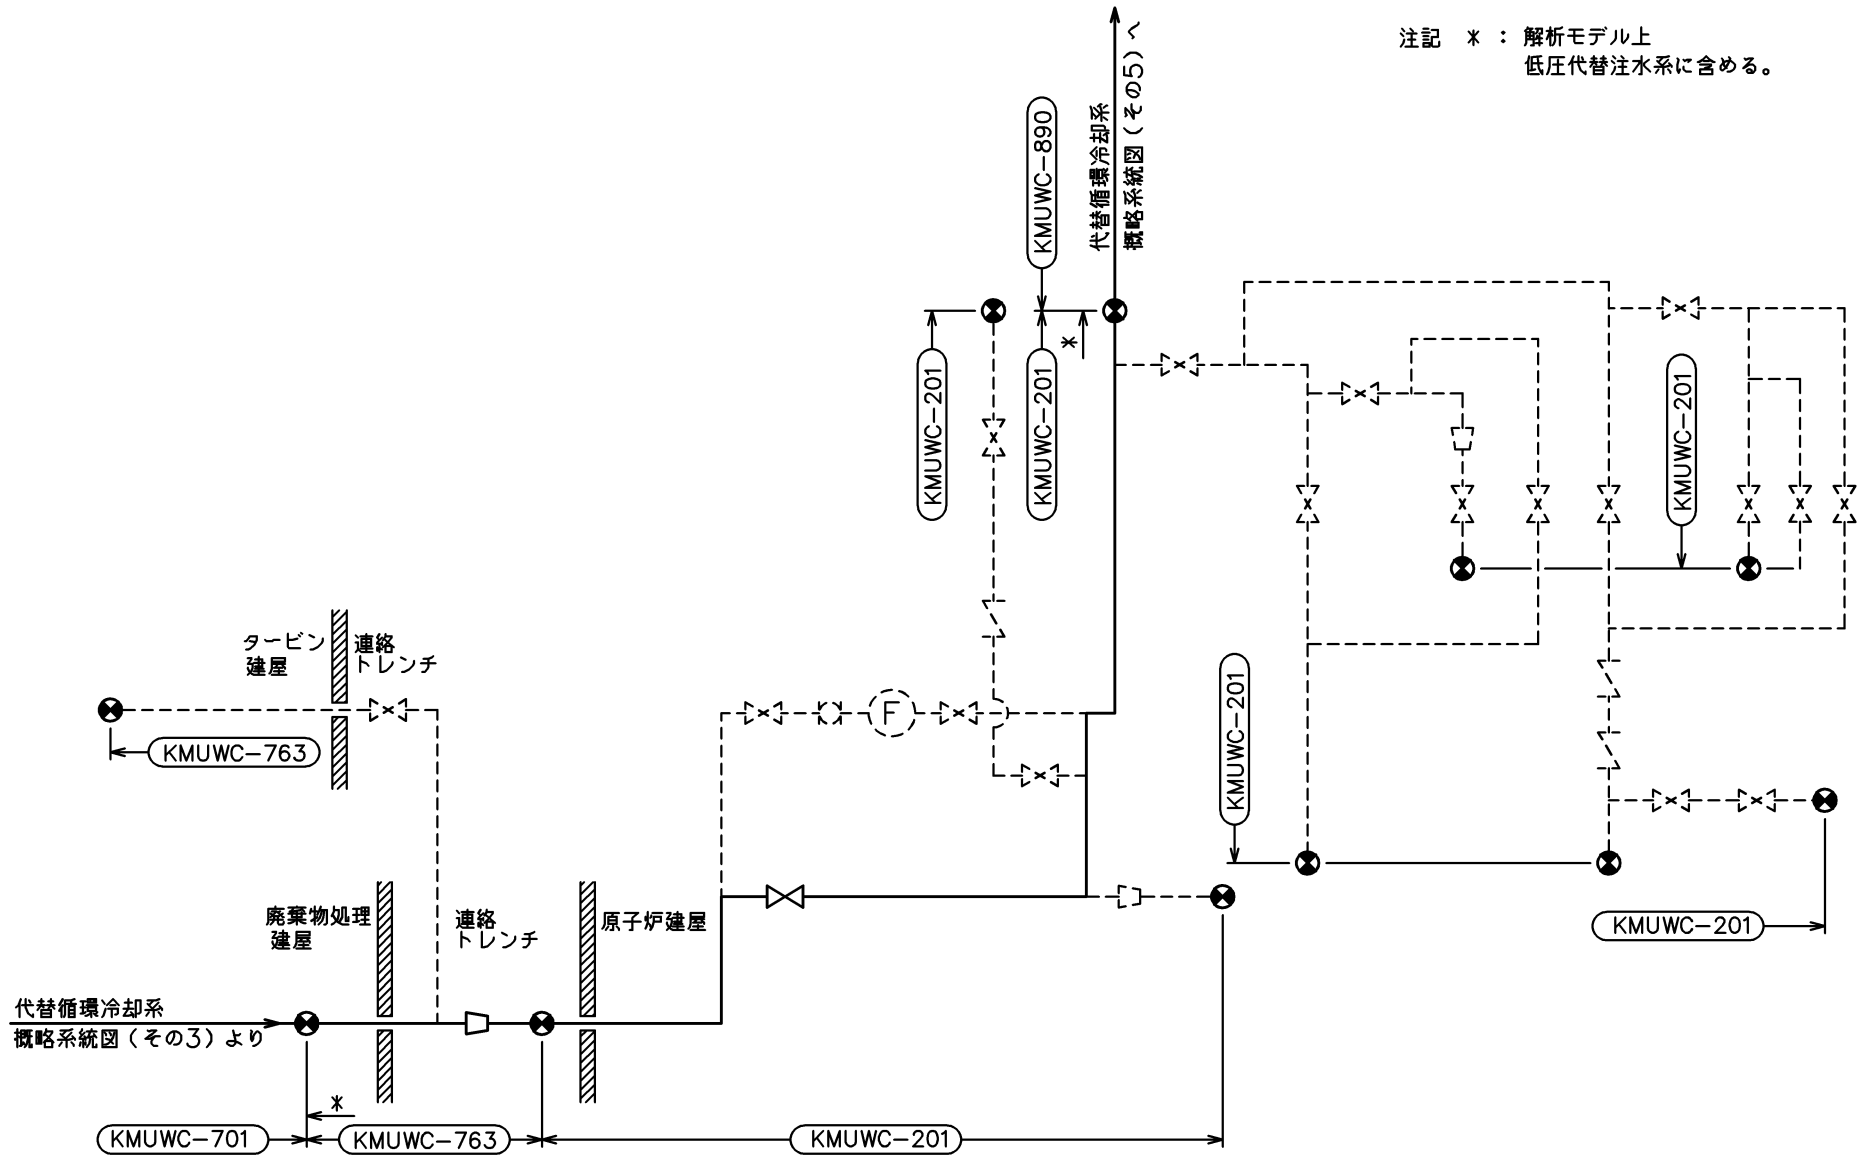 注記 * : 解析モデル上
低圧代替注水系に含める。
代替循環冷却系
概略系統図(その5)へ
KMUWC-890
KMUWC-201
KMUWC-201
*
KMUWC-201
タービン
建屋
連絡
トレンチ
KMUWC-763
F
KMUWC-201
廃棄物処理
建屋
連絡
トレンチ
原子炉建屋
KMUWC-201
代替循環冷却系
概略系統図(その3)より
*
KMUWC-701
KMUWC-763
KMUWC-201